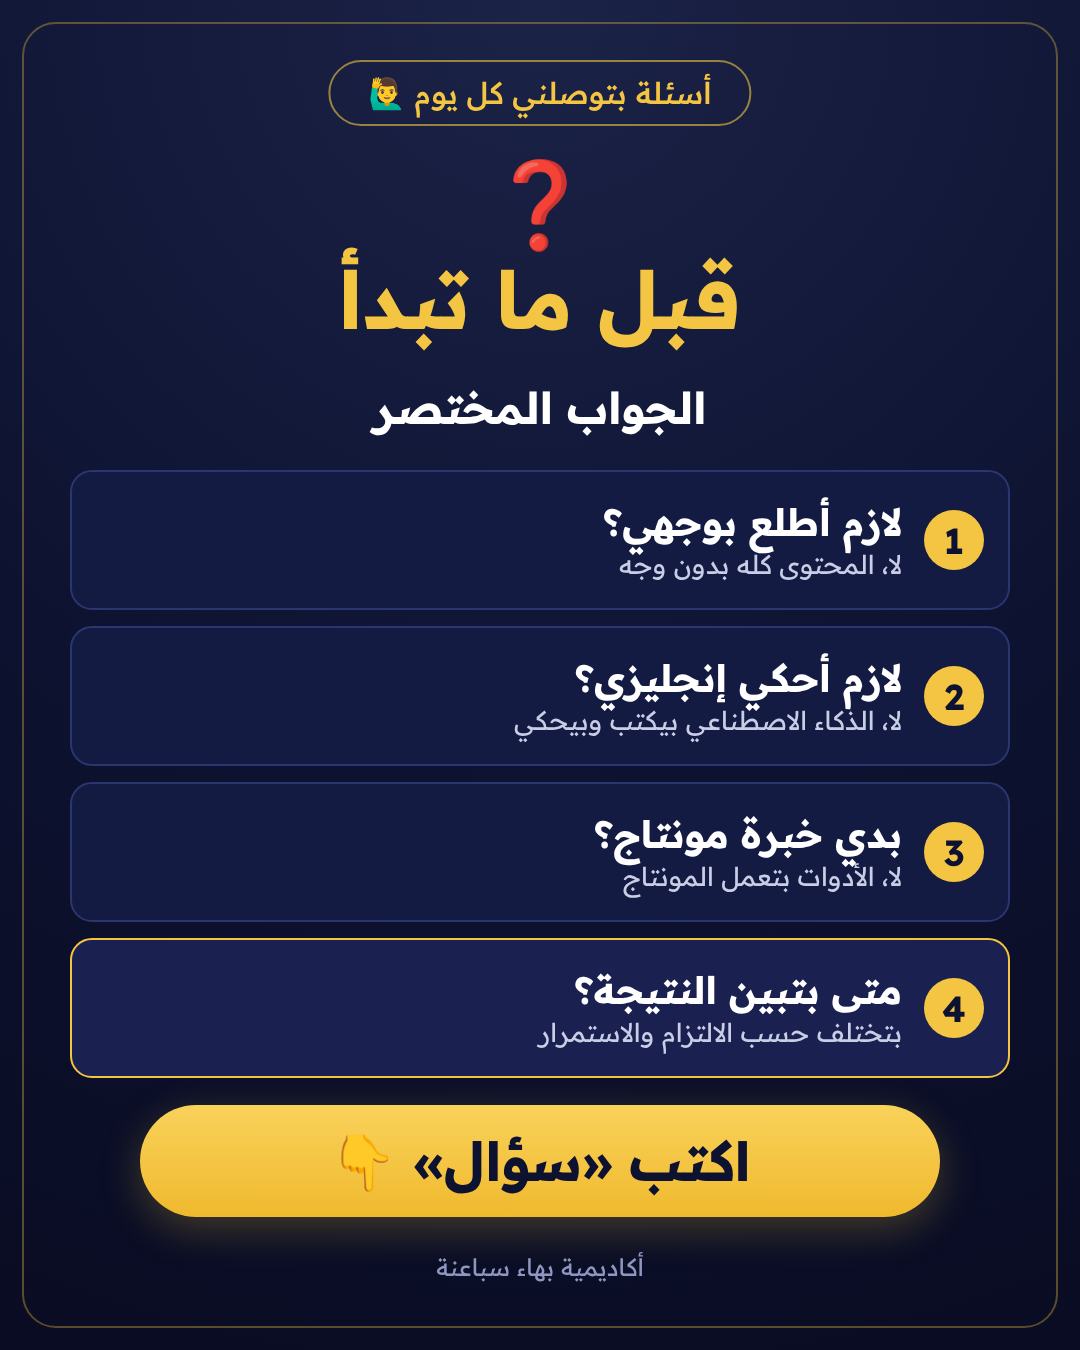 أسئلة بتوصلني كل يوم 🙋‍♂️
❓
قبل ما تبدأ
الجواب المختصر
1
لازم أطلع بوجهي؟
لا، المحتوى كله بدون وجه
2
لازم أحكي إنجليزي؟
لا، الذكاء الاصطناعي بيكتب وبيحكي
3
بدي خبرة مونتاج؟
لا، الأدوات بتعمل المونتاج
4
متى بتبين النتيجة؟
بتختلف حسب الالتزام والاستمرار
اكتب «سؤال» 👇
أكاديمية بهاء سباعنة